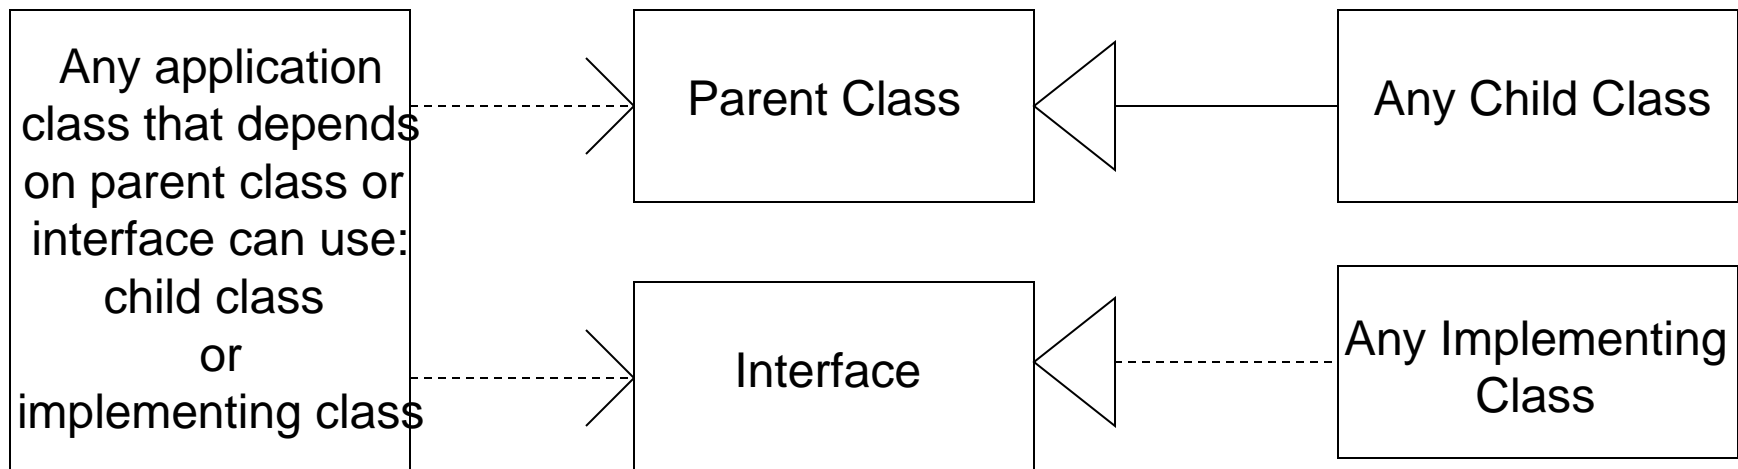 Any application
class that depends
on parent class or
interface can use:
child class
or
implementing class
Parent Class
Any Child Class
Interface
Any Implementing
Class